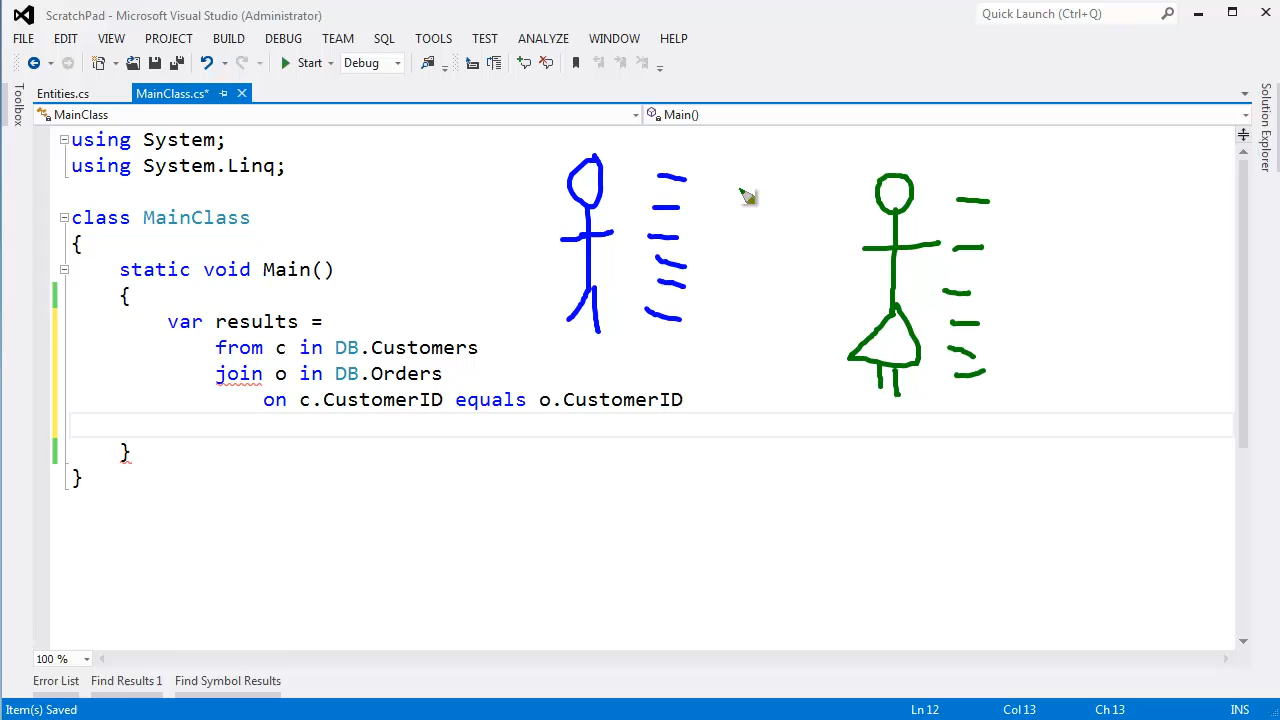 ScratchPad - Microsoft Visual Studio (Administrator)
Quick Launch (Ctrl+Q)
FILE EDIT VIEW PROJECT BUILD DEBUG TEAM SQL TOOLS TEST ANALYZE WINDOW HELP
Start Debug
Toolbox
Entities.cs MainClass.cs*
Solution Explorer
MainClass Main()
using System;
using System.Linq;
class MainClass
{
static void Main()
{
var results =
from c in DB.Customers
join o in DB.Orders
on c.CustomerID equals o.CustomerID
}
}
100 %
Error List Find Results 1 Find Symbol Results
Item(s) Saved Ln 12 Col 13 Ch 13 INS